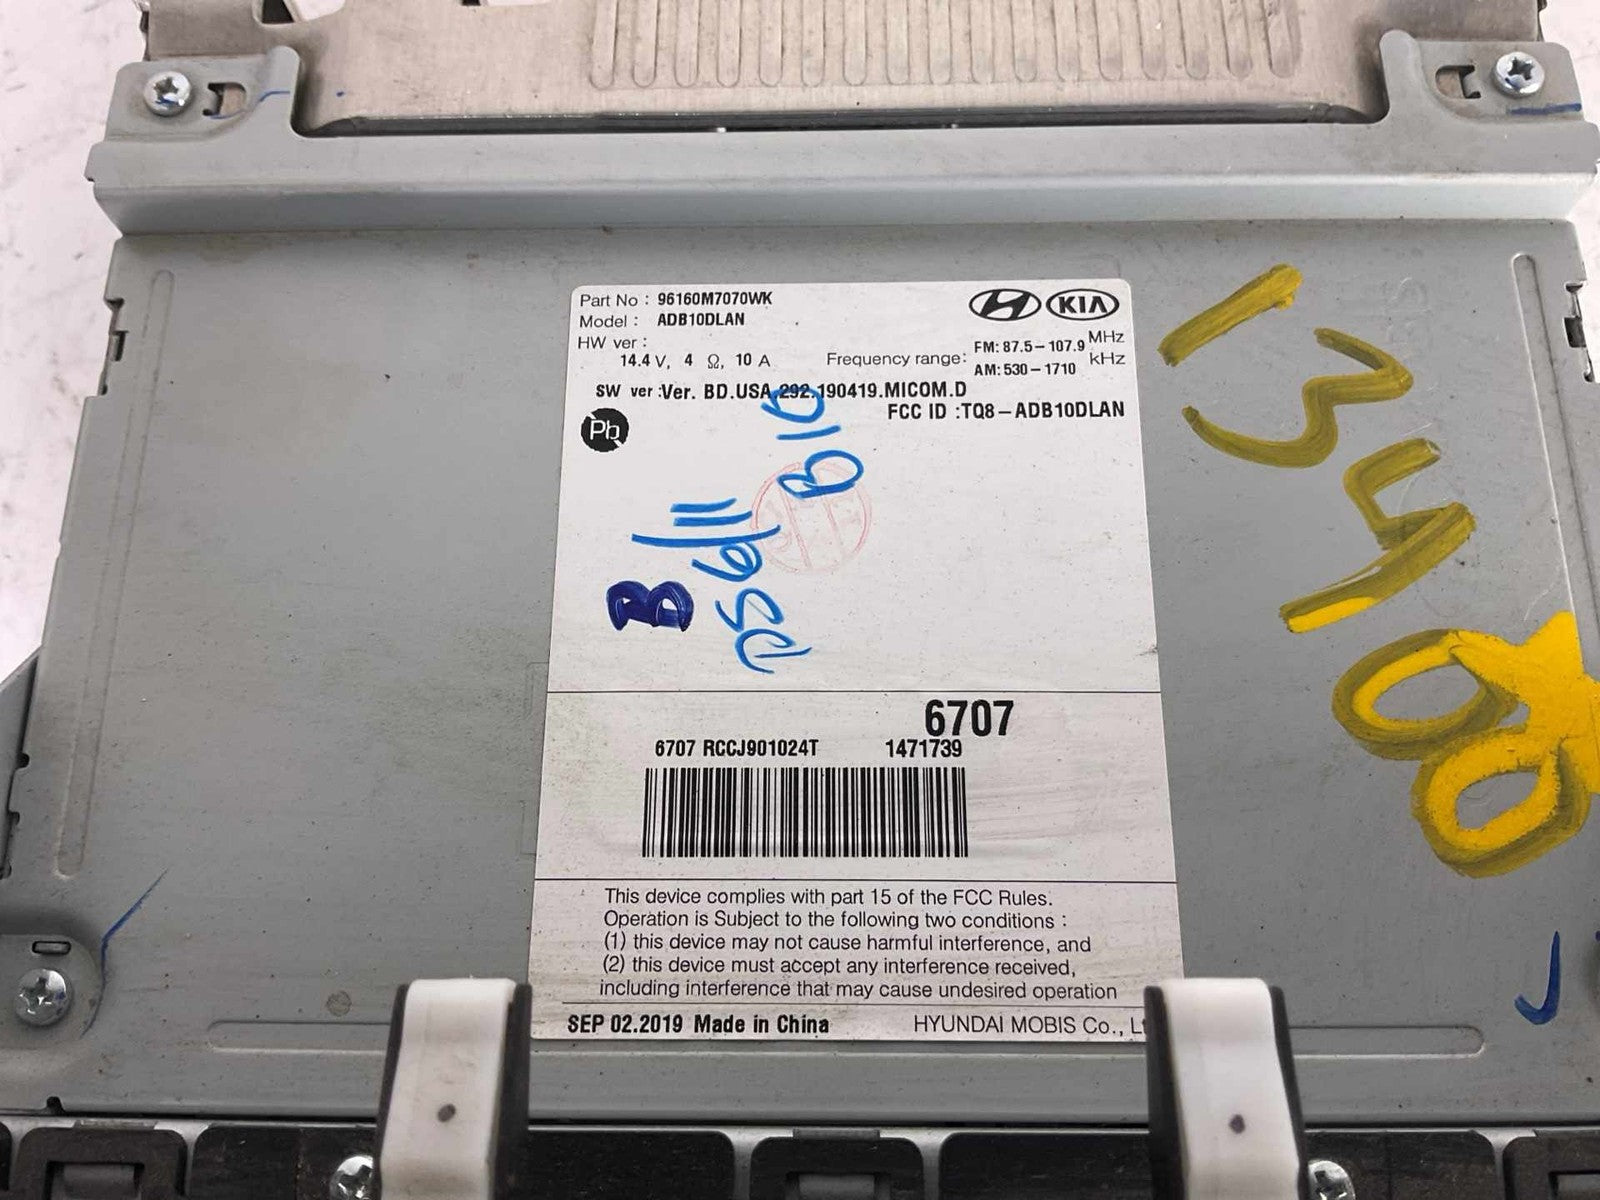 Part No : 96160M7070WK
KIA
Model : ADB10DLAN
HW ver :
14.4 V, 4 Ω, 10 A
Frequency range: FM: 87.5-107.9 MHz
AM: 530-1710 kHz
SW ver :Ver. BD.USA.292.190419.MICOM.D
FCC ID :TQ8-ADB10DLAN
Pb
B10
B
6707
6707 RCCJ901024T 1471739
This device complies with part 15 of the FCC Rules.
Operation is Subject to the following two conditions :
(1) this device may not cause harmful interference, and
(2) this device must accept any interference received,
including interference that may cause undesired operation
SEP 02.2019 Made in China HYUNDAI MOBIS Co.,